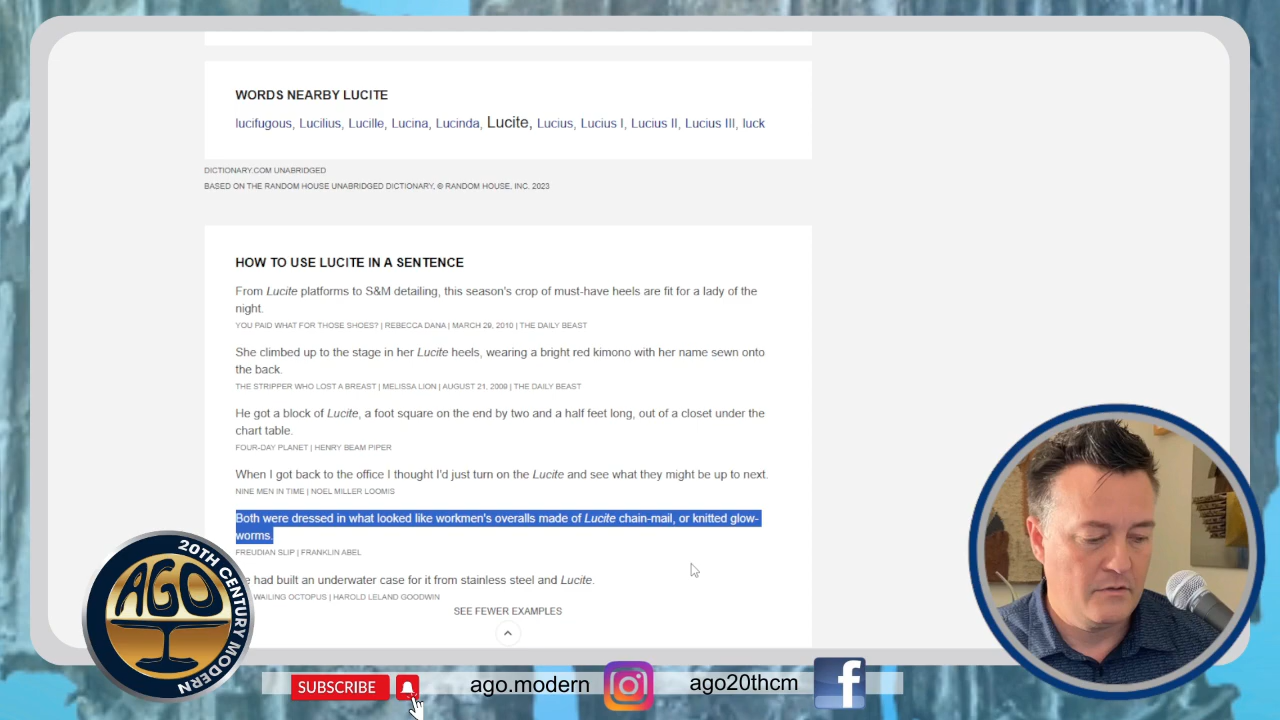 WORDS NEARBY LUCITE
lucifugous, Lucilius, Lucille, Lucina, Lucinda, Lucite, Lucius, Lucius I, Lucius II, Lucius III, luck
DICTIONARY.COM UNABRIDGED
BASED ON THE RANDOM HOUSE UNABRIDGED DICTIONARY, © RANDOM HOUSE, INC. 2023
HOW TO USE LUCITE IN A SENTENCE
From Lucite platforms to S&M detailing, this season's crop of must-have heels are fit for a lady of the
night.
YOU PAID WHAT FOR THOSE SHOES? | REBECCA DANA | MARCH 29, 2010 | THE DAILY BEAST
She climbed up to the stage in her Lucite heels, wearing a bright red kimono with her name sewn onto
the back.
THE STRIPPER WHO LOST A BREAST | MELISSA LION | AUGUST 21, 2009 | THE DAILY BEAST
He got a block of Lucite, a foot square on the end by two and a half feet long, out of a closet under the
chart table.
FOUR-DAY PLANET | HENRY BEAM PIPER
When I got back to the office I thought I'd just turn on the Lucite and see what they might be up to next.
NINE MEN IN TIME | NOEL MILLER LOOMIS
Both were dressed in what looked like workmen's overalls made of Lucite chain-mail, or knitted glow-
worms.
FREUDIAN SLIP | FRANKLIN ABEL
had built an underwater case for it from stainless steel and Lucite.
WAILING OCTOPUS | HAROLD LELAND GOODWIN
SEE FEWER EXAMPLES
AGO
20TH CENTURY MODERN
SUBSCRIBE
ago.modern
ago20thcm
f